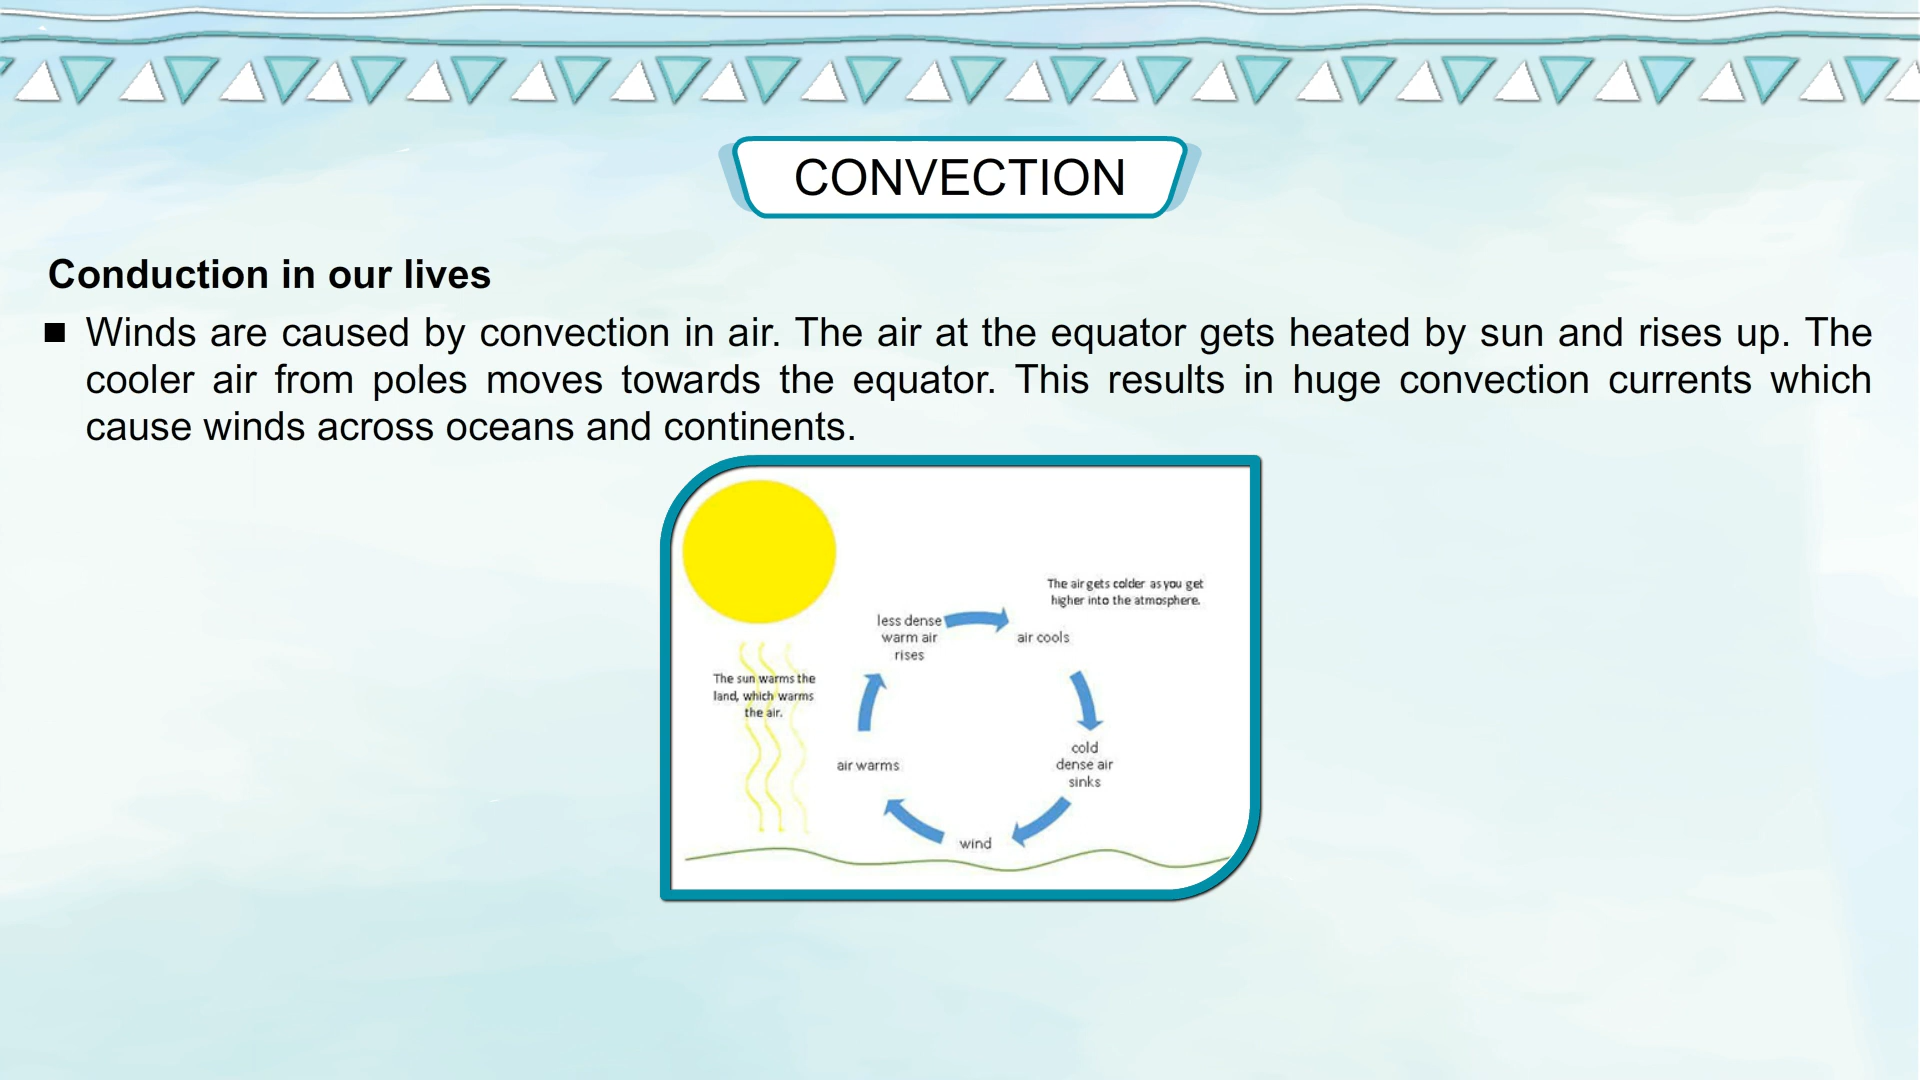 CONVECTION
Conduction in our lives
Winds are caused by convection in air. The air at the equator gets heated by sun and rises up. The
cooler air from poles moves towards the equator. This results in huge convection currents which
cause winds across oceans and continents.
The air gets colder as you get
higher into the atmosphere.
less dense
warm air
rises
air cools
The sun warms the
land, which warms
the air.
air warms
cold
dense air
sinks
wind